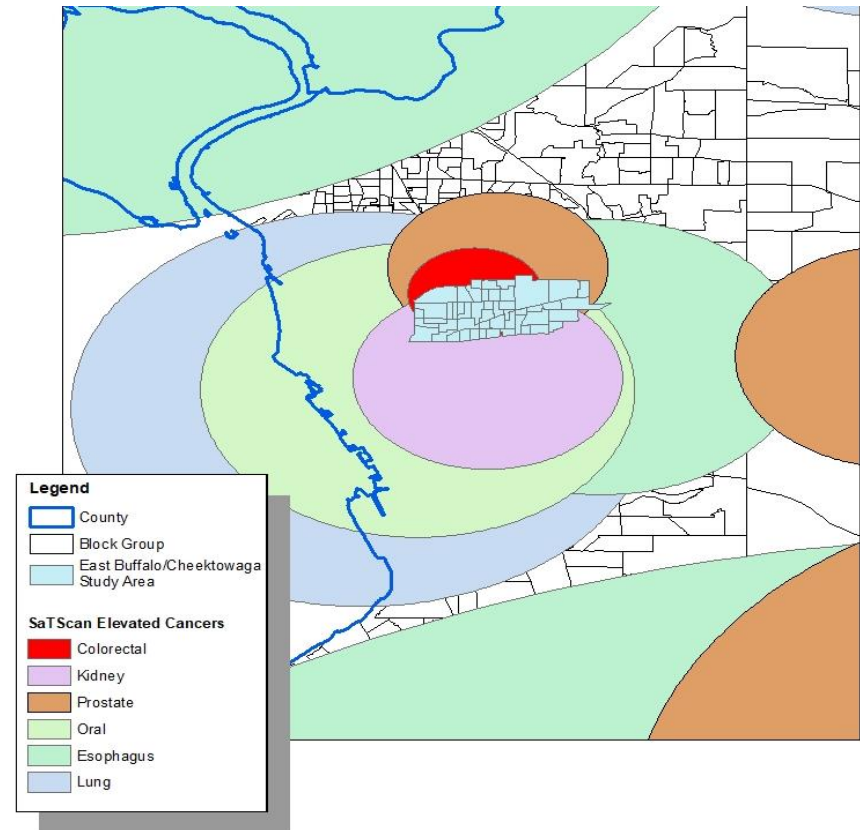 Legend
County
Block Group
East Buffalo/Cheektowaga
Study Area
SaTScan Elevated Cancers
Colorectal
Kidney
Prostate
Oral
Esophagus
Lung